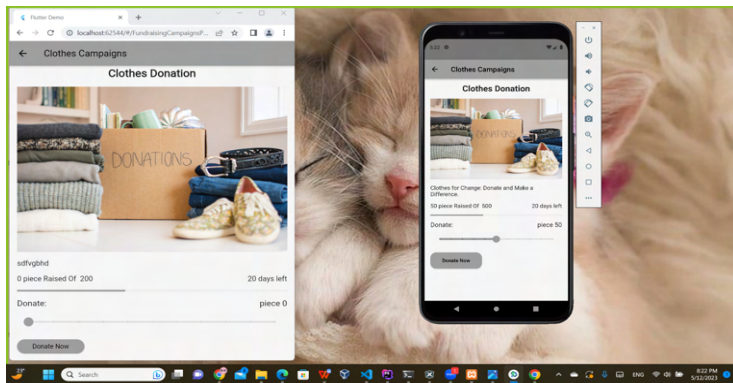 Flutter Demo
localhost:62544/#/FundraisingCampaignsP...
Clothes Campaigns
Clothes Donation
DONATIONS
sdfvgbhd
0 piece Raised Of 200
20 days left
Donate:
piece 0
Donate Now
Clothes Campaigns
Clothes Donation
DONATIONS
Clothes for Change: Donate and Make a
Difference.
50 piece Raised Of 500
20 days left
Donate:
piece 50
Donate Now
23°
Search
ENG
8:22 PM
5/12/2023